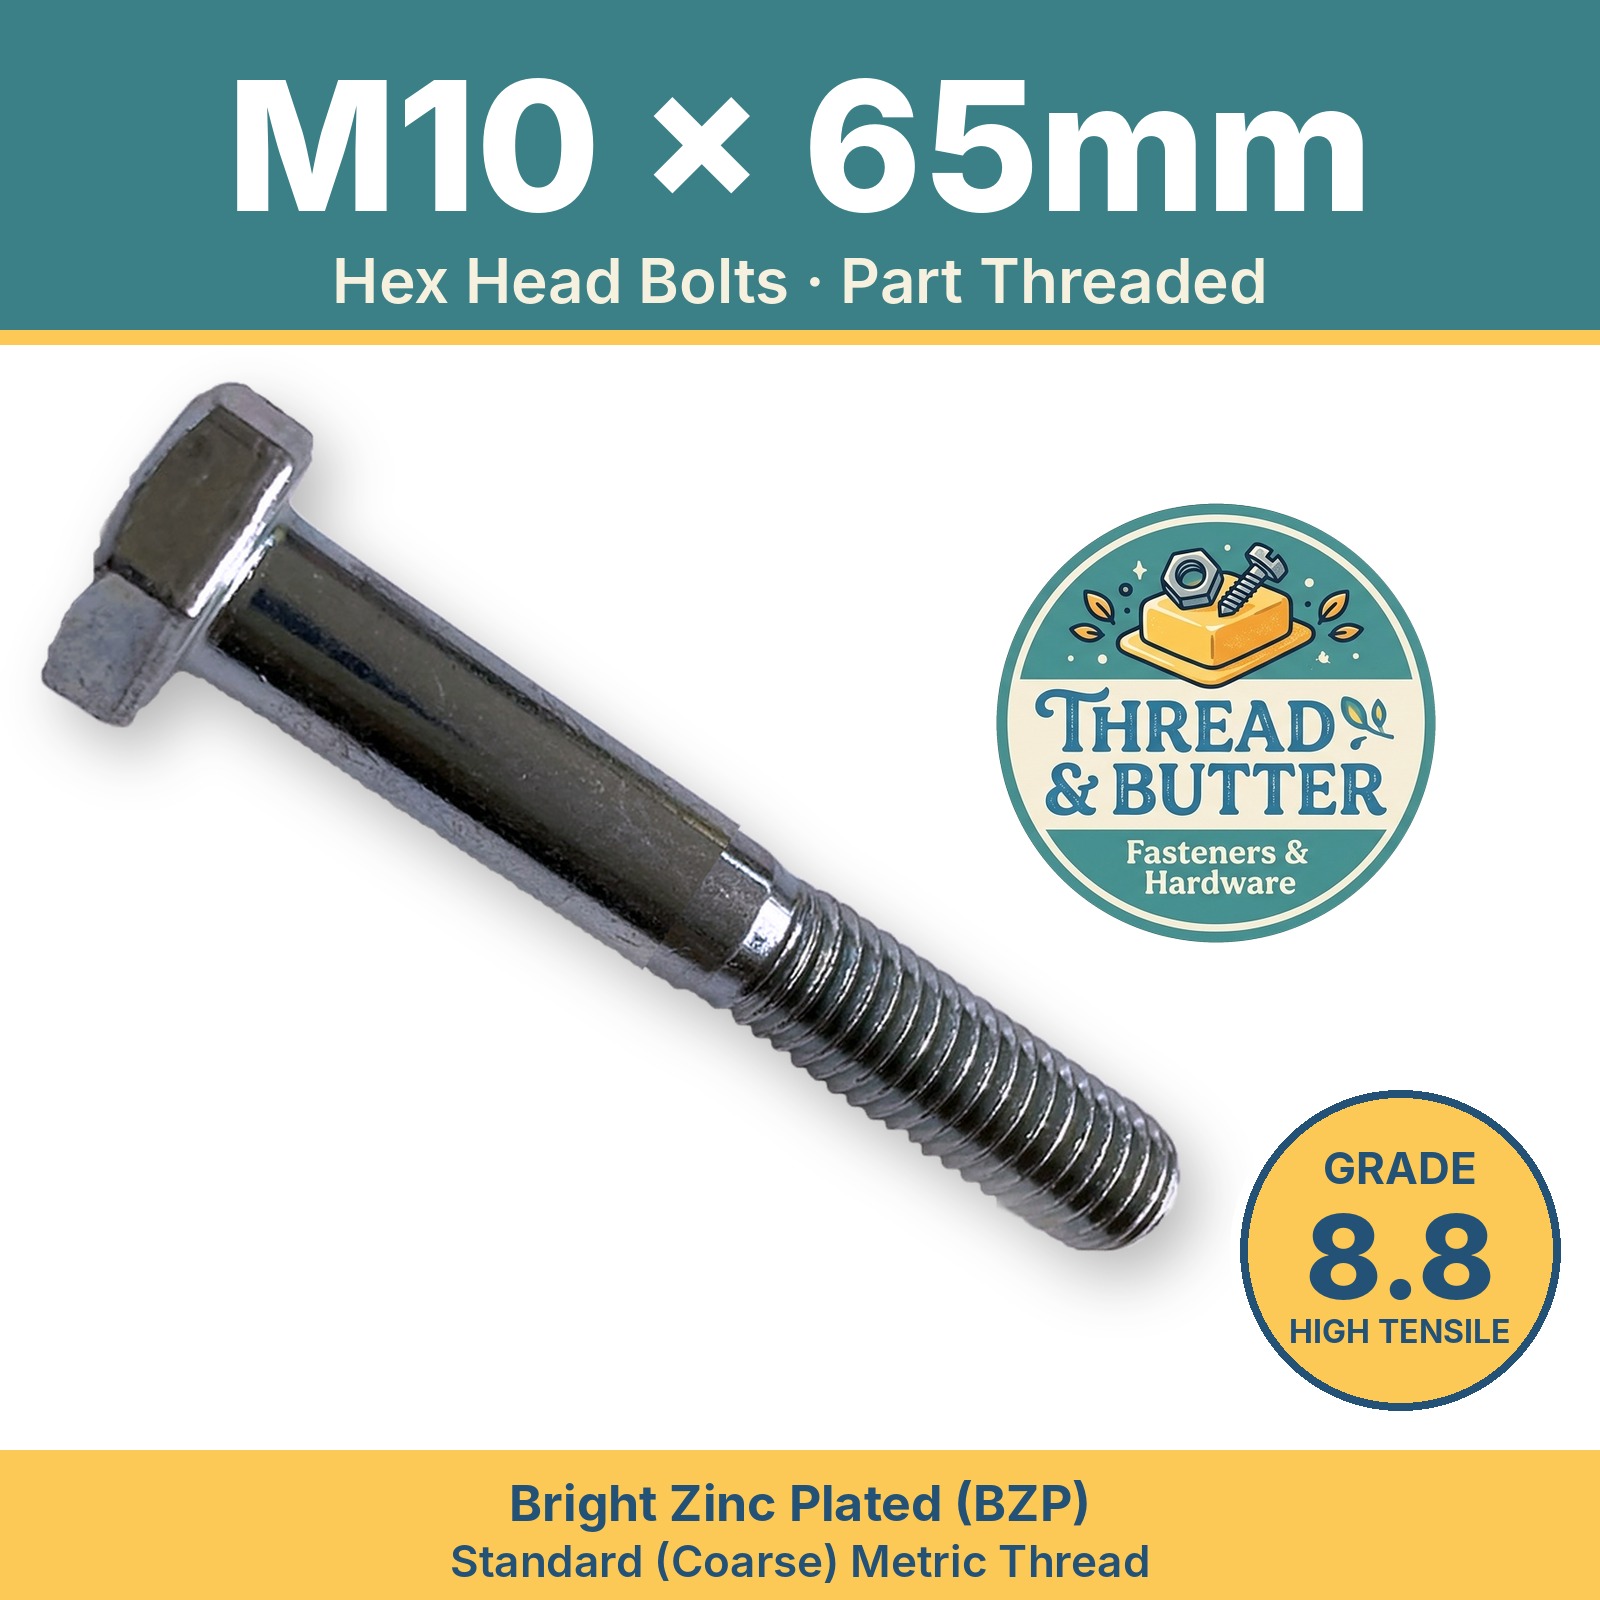 M10 × 65mm
Hex Head Bolts · Part Threaded
THREAD
& BUTTER
Fasteners &
Hardware
GRADE
8.8
HIGH TENSILE
Bright Zinc Plated (BZP)
Standard (Coarse) Metric Thread